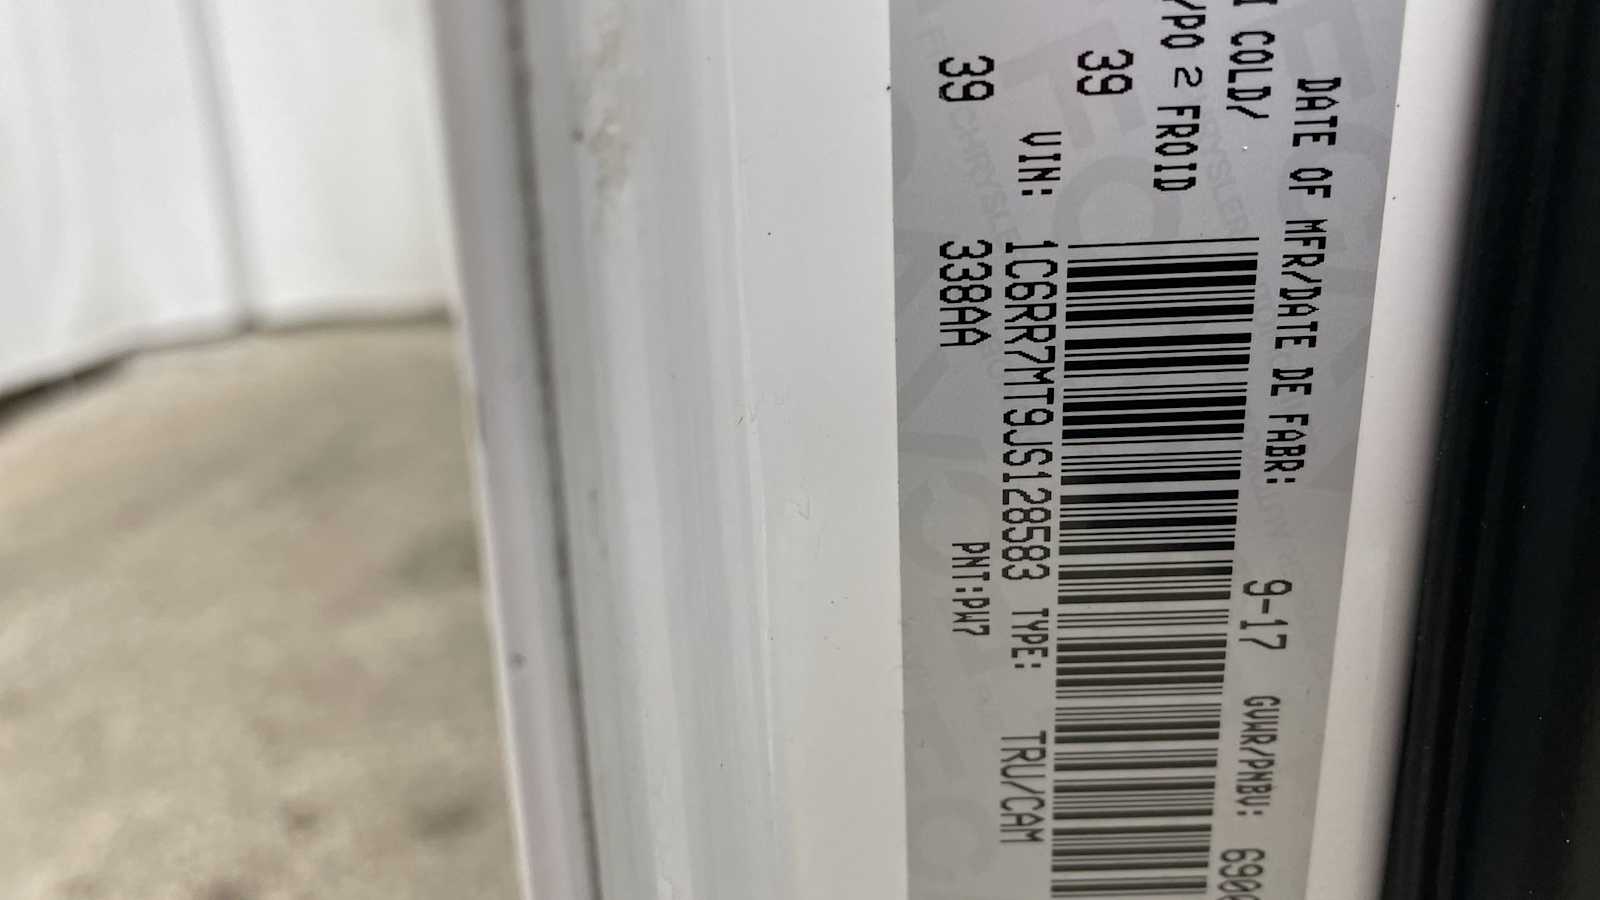 DATE OF MFR/DATE DE FABR: 9-17 GVWR/PNBV:
I COLD/
/PO 2 FROID
39
VIN: 1C6RR7MT9JS128583 TYPE: TRU/CAM
39 338AA PNT:PW7